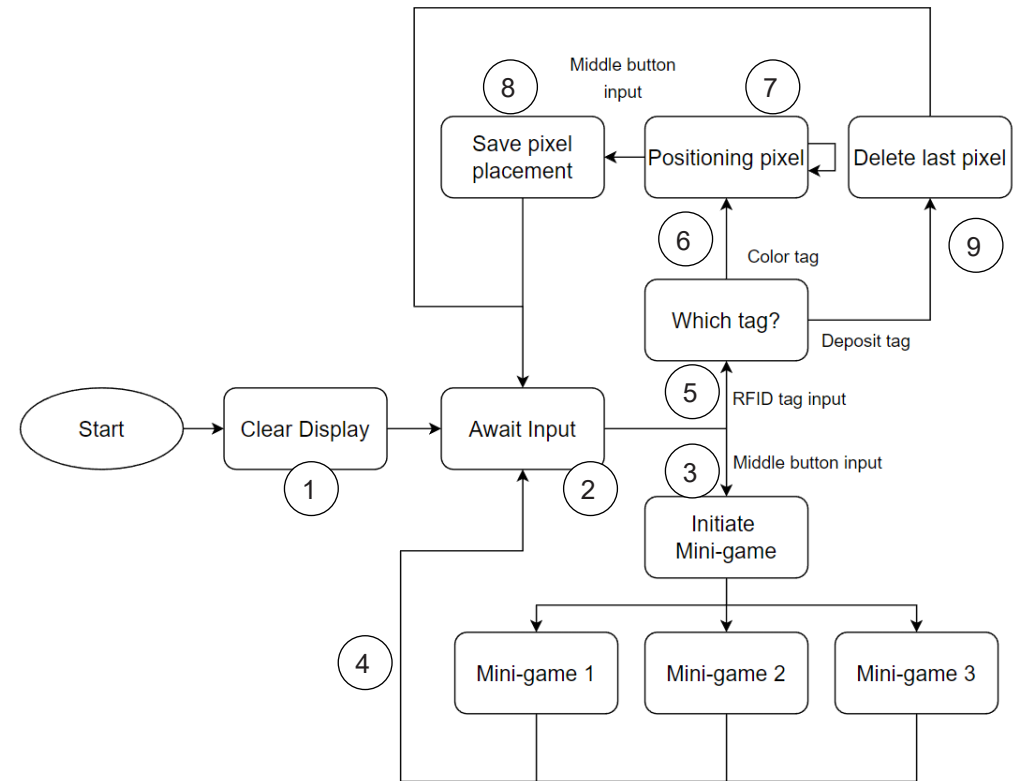 Middle button
input
8
7
Save pixel
placement
Positioning pixel
Delete last pixel
6
9
Color tag
Which tag?
Deposit tag
5
RFID tag input
Start
Clear Display
Await Input
Middle button input
3
1
2
Initiate
Mini-game
4
Mini-game 1
Mini-game 2
Mini-game 3